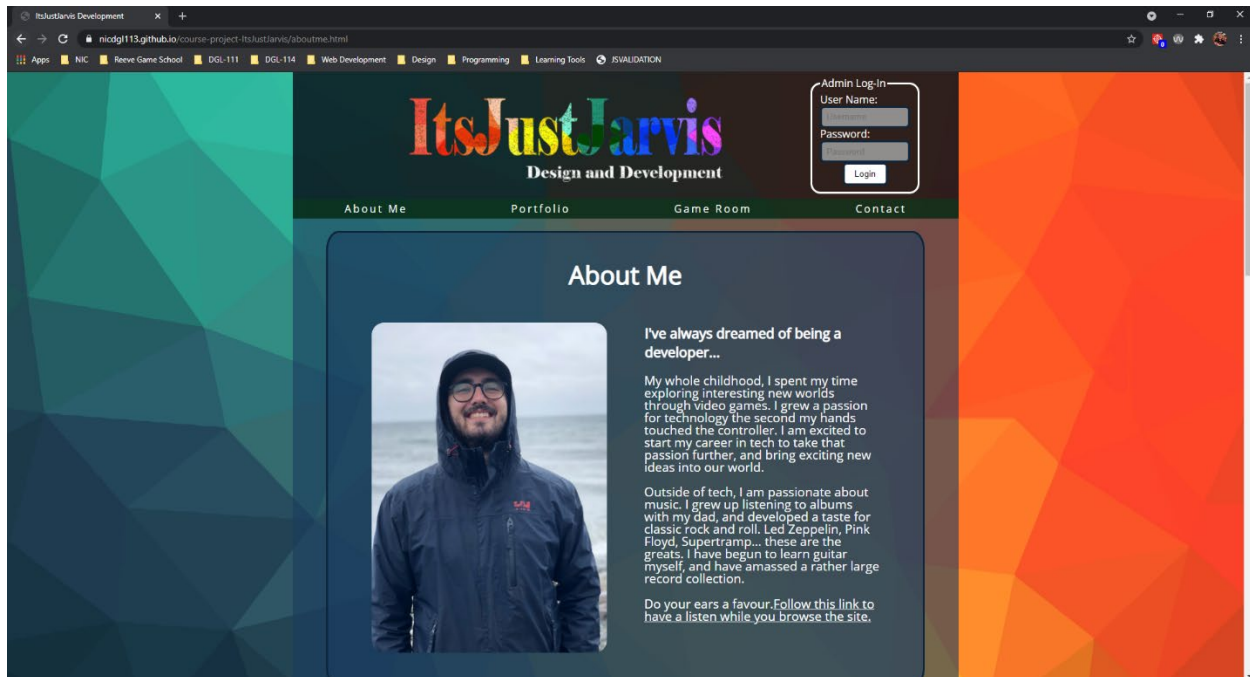 ItsJustJarvis Development
nicdgl113.github.io/course-project-ItsJustJarvis/aboutme.html
Apps NIC Reeve Game School DGL-111 DGL-114 Web Development Design Programming Learning Tools JSVALIDATION
ItsJustJarvis
Design and Development
Admin Log-In
User Name:
Username
Password:
Password
Login
About Me Portfolio Game Room Contact
About Me
I've always dreamed of being a
developer...
My whole childhood, I spent my time
exploring interesting new worlds
through video games. I grew a passion
for technology the second my hands
touched the controller. I am excited to
start my career in tech to take that
passion further, and bring exciting new
ideas into our world.
Outside of tech, I am passionate about
music. I grew up listening to albums
with my dad, and developed a taste for
classic rock and roll. Led Zeppelin, Pink
Floyd, Supertramp... these are the
greats. I have begun to learn guitar
myself, and have amassed a rather large
record collection.
Do your ears a favour.Follow this link to
have a listen while you browse the site.